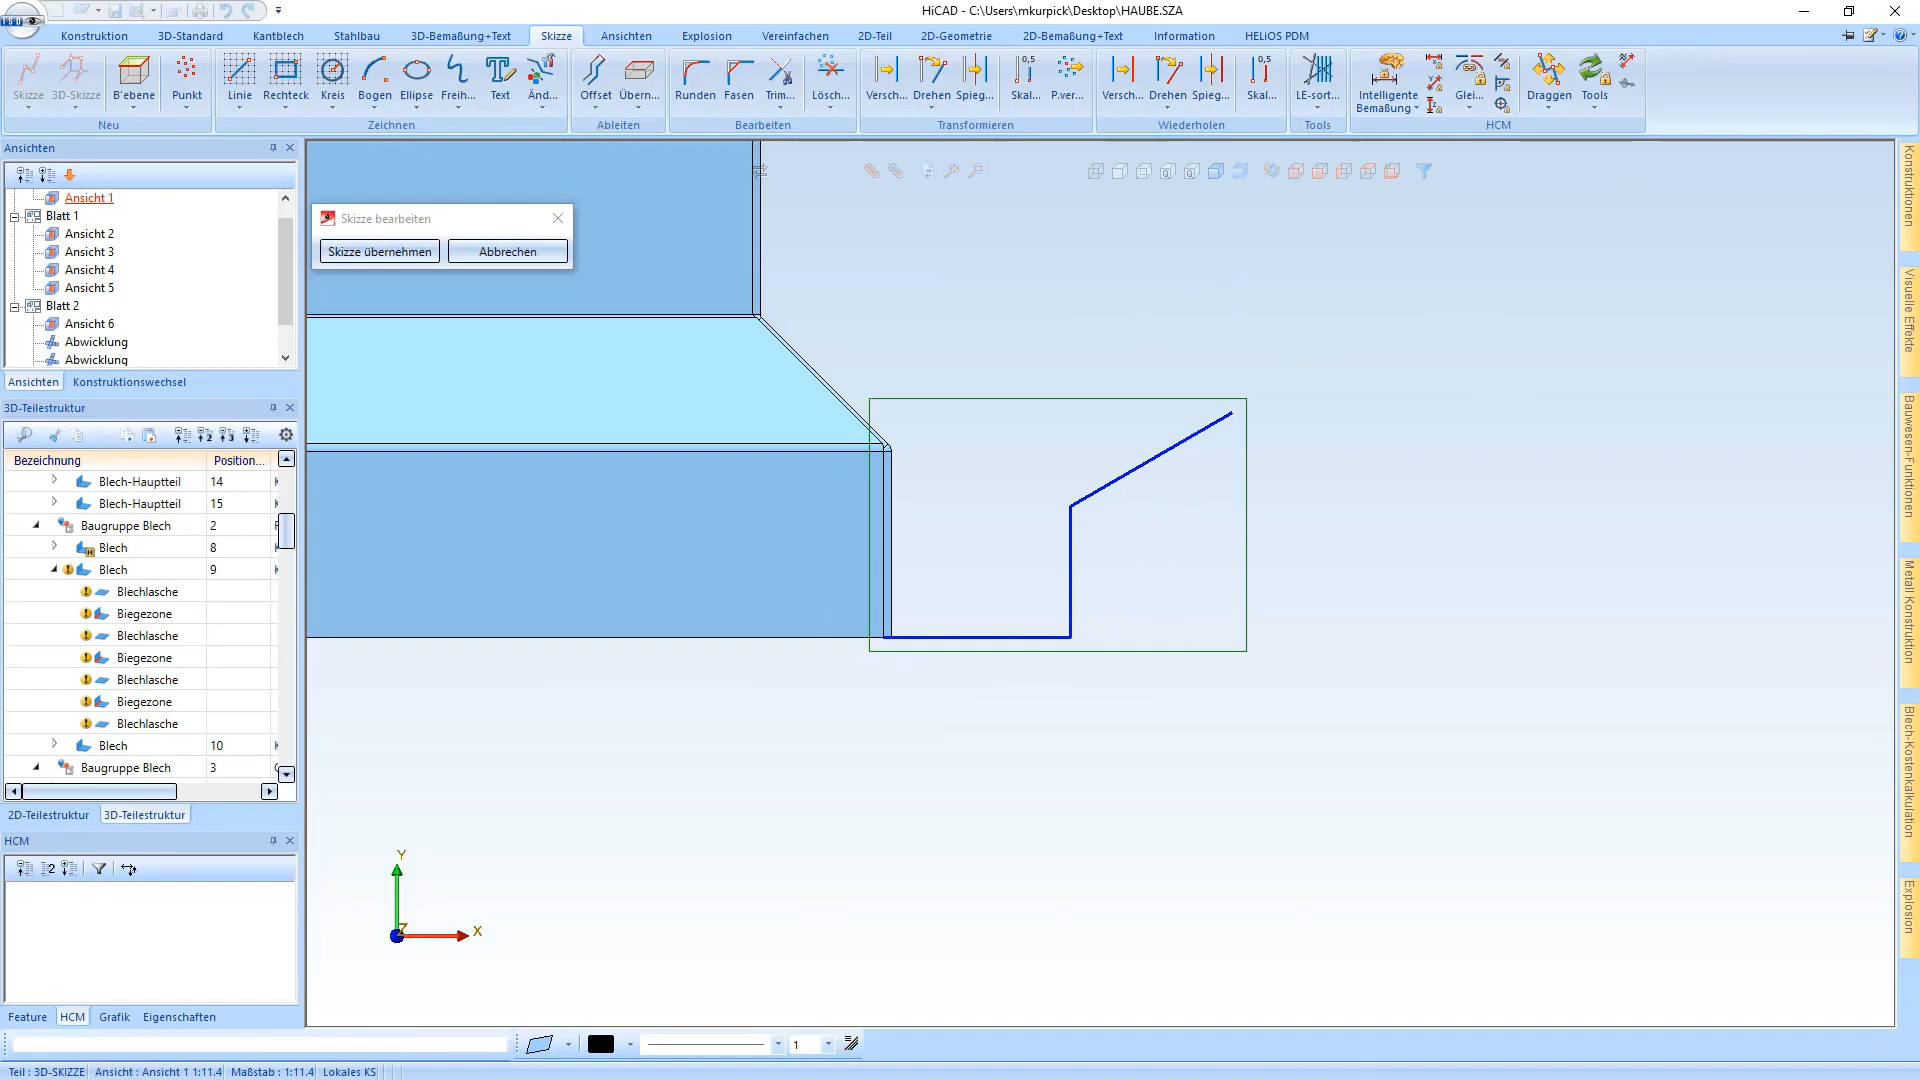 HiCAD - C:\Users\mkurpick\Desktop\HAUBE.SZA
ISD
Konstruktion 3D-Standard Kantblech Stahlbau 3D-Bemaßung+Text Skizze Ansichten Explosion Vereinfachen 2D-Teil 2D-Geometrie 2D-Bemaßung+Text Information HELiOS PDM
Skizze 3D-Skizze B'ebene Punkt Linie Rechteck Kreis Bogen Ellipse Freih... Text Änd... Offset Übern... Runden Fasen Trim... Lösch... Versch... Drehen Spieg... Skal... P.ver... Versch... Drehen Spieg... Skal... LE-sort... Intelligente Bemaßung Glei... Draggen Tools
0,5 0,5
Neu Zeichnen Ableiten Bearbeiten Transformieren Wiederholen Tools HCM
Ansichten
Ansicht 1
Blatt 1
Ansicht 2
Ansicht 3
Ansicht 4
Ansicht 5
Blatt 2
Ansicht 6
Abwicklung
Abwicklung
Ansichten Konstruktionswechsel
3D-Teilestruktur
Bezeichnung Position...
Blech-Hauptteil 14
Blech-Hauptteil 15
Baugruppe Blech 2
Blech 8
Blech 9
Blechlasche
Biegezone
Blechlasche
Biegezone
Blechlasche
Biegezone
Blechlasche
Blech 10
Baugruppe Blech 3
2D-Teilestruktur 3D-Teilestruktur
HCM
Feature HCM Grafik Eigenschaften
Skizze bearbeiten
Skizze übernehmen Abbrechen
Y
Z
X
Konstruktionen
Visuelle Effekte
Bauwesen-Funktionen
Metall Konstruktion
Blech-Kostenkalkulation
Explosion
1
Teil : 3D-SKIZZE Ansicht : Ansicht 1 1:11.4 Maßstab : 1:11.4 Lokales KS